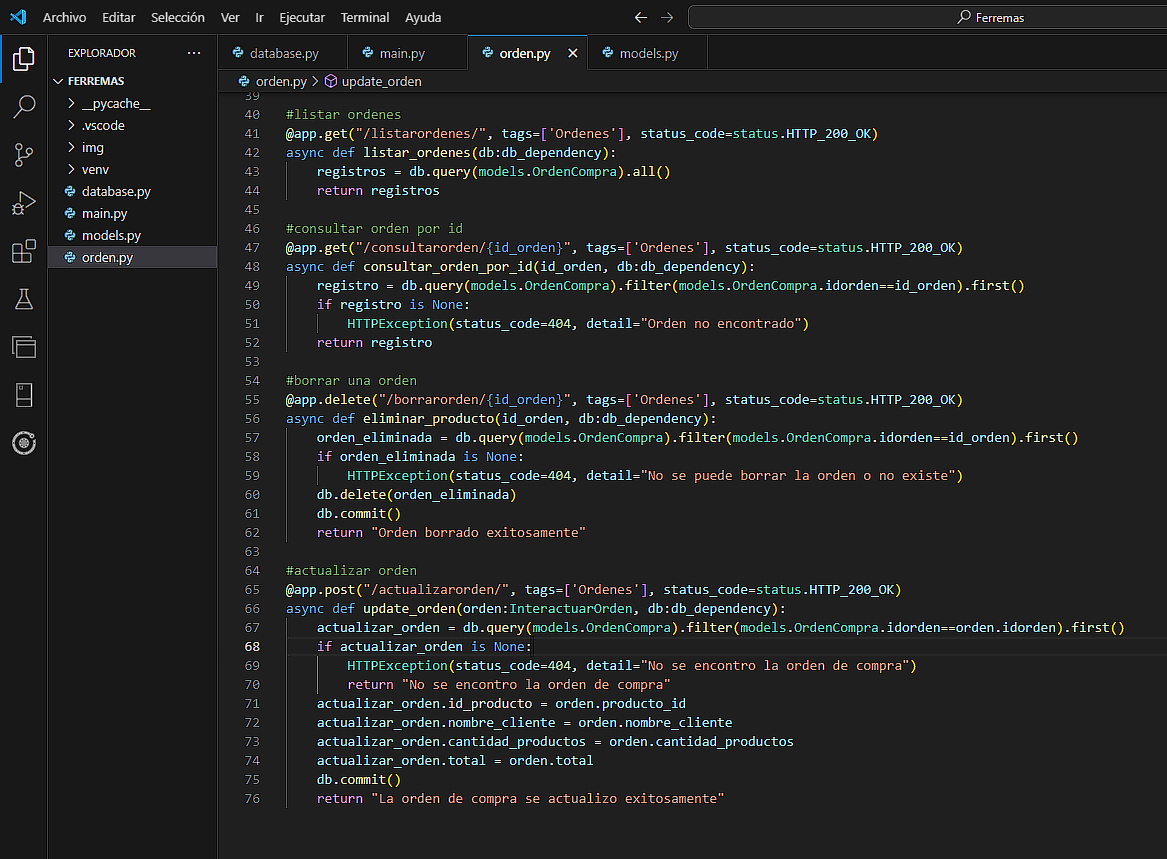 Archivo Editar Selección Ver Ir Ejecutar Terminal Ayuda
Ferremas
EXPLORADOR
FERREMAS
__pycache__
.vscode
img
venv
database.py
main.py
models.py
orden.py
database.py main.py orden.py models.py
orden.py > update_orden
39
40 #listar ordenes
41 @app.get("/listarordenes/", tags=['Ordenes'], status_code=status.HTTP_200_OK)
42 async def listar_ordenes(db:db_dependency):
43     registros = db.query(models.OrdenCompra).all()
44     return registros
45
46 #consultar orden por id
47 @app.get("/consultarorden/{id_orden}", tags=['Ordenes'], status_code=status.HTTP_200_OK)
48 async def consultar_orden_por_id(id_orden, db:db_dependency):
49     registro = db.query(models.OrdenCompra).filter(models.OrdenCompra.idorden==id_orden).first()
50     if registro is None:
51         HTTPException(status_code=404, detail="Orden no encontrado")
52     return registro
53
54 #borrar una orden
55 @app.delete("/borrarorden/{id_orden}", tags=['Ordenes'], status_code=status.HTTP_200_OK)
56 async def eliminar_producto(id_orden, db:db_dependency):
57     orden_eliminada = db.query(models.OrdenCompra).filter(models.OrdenCompra.idorden==id_orden).first()
58     if orden_eliminada is None:
59         HTTPException(status_code=404, detail="No se puede borrar la orden o no existe")
60     db.delete(orden_eliminada)
61     db.commit()
62     return "Orden borrado exitosamente"
63
64 #actualizar orden
65 @app.post("/actualizarorden/", tags=['Ordenes'], status_code=status.HTTP_200_OK)
66 async def update_orden(orden:InteractuarOrden, db:db_dependency):
67     actualizar_orden = db.query(models.OrdenCompra).filter(models.OrdenCompra.idorden==orden.idorden).first()
68     if actualizar_orden is None:
69         HTTPException(status_code=404, detail="No se encontro la orden de compra")
70         return "No se encontro la orden de compra"
71     actualizar_orden.id_producto = orden.producto_id
72     actualizar_orden.nombre_cliente = orden.nombre_cliente
73     actualizar_orden.cantidad_productos = orden.cantidad_productos
74     actualizar_orden.total = orden.total
75     db.commit()
76     return "La orden de compra se actualizo exitosamente"